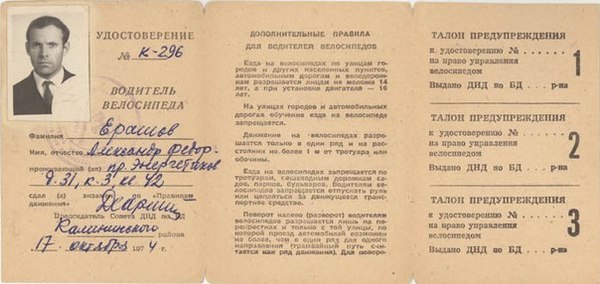 УДОСТОВЕРЕНИЕ
№ К-296
ВОДИТЕЛЬ
ВЕЛОСИПЕДА
Фамилия Ерашов
Имя, отчество Александр Федор-
проживающий (ая) пр. Энергетиков
д-31, к-3, кв 42
сдал (а) экзамен «Правилам
движения»
Председатель Совета ДНД по БД
Калининского
района
17 октября 1974 г.
ДОПОЛНИТЕЛЬНЫЕ ПРАВИЛА
ДЛЯ ВОДИТЕЛЕЙ ВЕЛОСИПЕДОВ
Езда на велосипедах по улицам
городов и других населенных пунктов,
автомобильным дорогам и велодорож-
кам разрешается лицам не моложе 14
лет, а при установке двигателя — 16
лет.
На улицах городов и автомобильных
дорогах обучение езде на велосипеде
запрещается.
Движение на велосипедах разре-
шается только в один ряд и на рас-
стоянии не более 1 м от тротуара или
обочины.
Езда на велосипедах запрещается по
тротуарам, пешеходным дорожкам са-
дов, парков, бульваров. Водителям ве-
лосипедов запрещается отпускать руль
или цепляться за движущееся транс-
портное средство.
Поворот налево (разворот) водителям
велосипедов разрешается лишь на пе-
рекрестках и только с той улицы, по
которой проезд автомобилей возможен
не более, чем в один ряд для одного
направления (трамвайный путь счита-
ется как ряд движения). Для поворо-
ТАЛОН ПРЕДУПРЕЖДЕНИЯ
к удостоверению №
на право управления
велосипедом
Выдано ДНД по БД . . . р-на
1
ТАЛОН ПРЕДУПРЕЖДЕНИЯ
к удостоверению №
на право управления
велосипедом
Выдано ДНД по БД . . . р-на
2
ТАЛОН ПРЕДУПРЕЖДЕНИЯ
к удостоверению №
на право управления
велосипедом
Выдано ДНД по БД . . . р-на
3